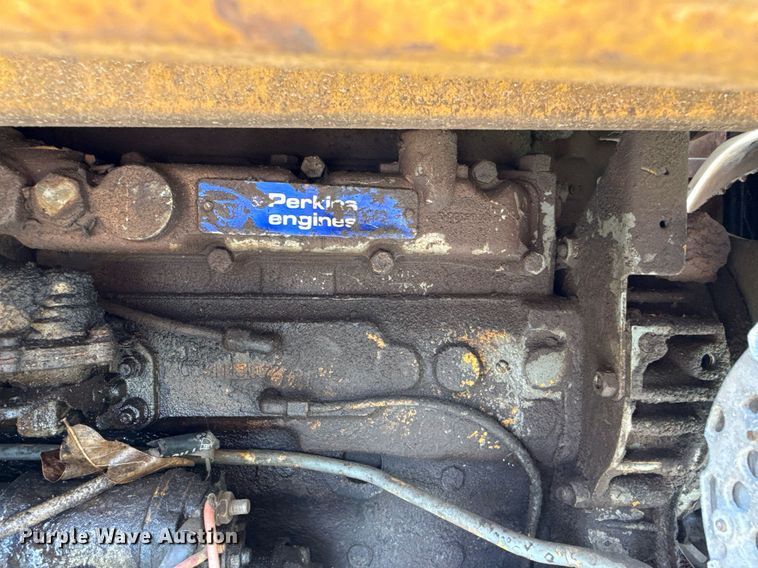 Perkins
engines
Purple Wave Auction